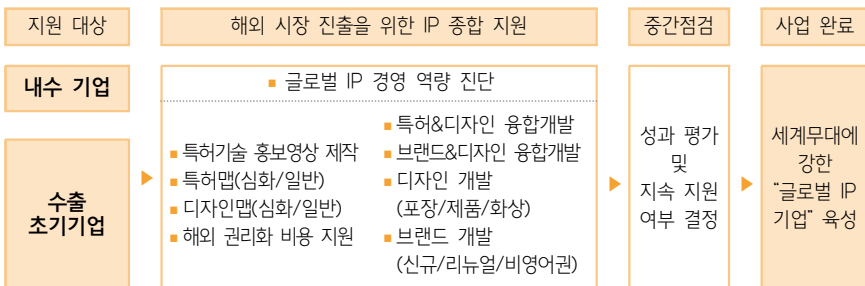 지원 대상
해외 시장 진출을 위한 IP 종합 지원
중간점검
사업 완료
내수 기업
수출
초기기업
▪ 글로벌 IP 경영 역량 진단
▪ 특허기술 홍보영상 제작
▪ 특허맵(심화/일반)
▪ 디자인맵(심화/일반)
▪ 해외 권리화 비용 지원
▪ 특허&디자인 융합개발
▪ 브랜드&디자인 융합개발
▪ 디자인 개발
(포장/제품/화상)
▪ 브랜드 개발
(신규/리뉴얼/비영어권)
성과 평가
및
지속 지원
여부 결정
세계무대에
강한
“글로벌 IP
기업” 육성